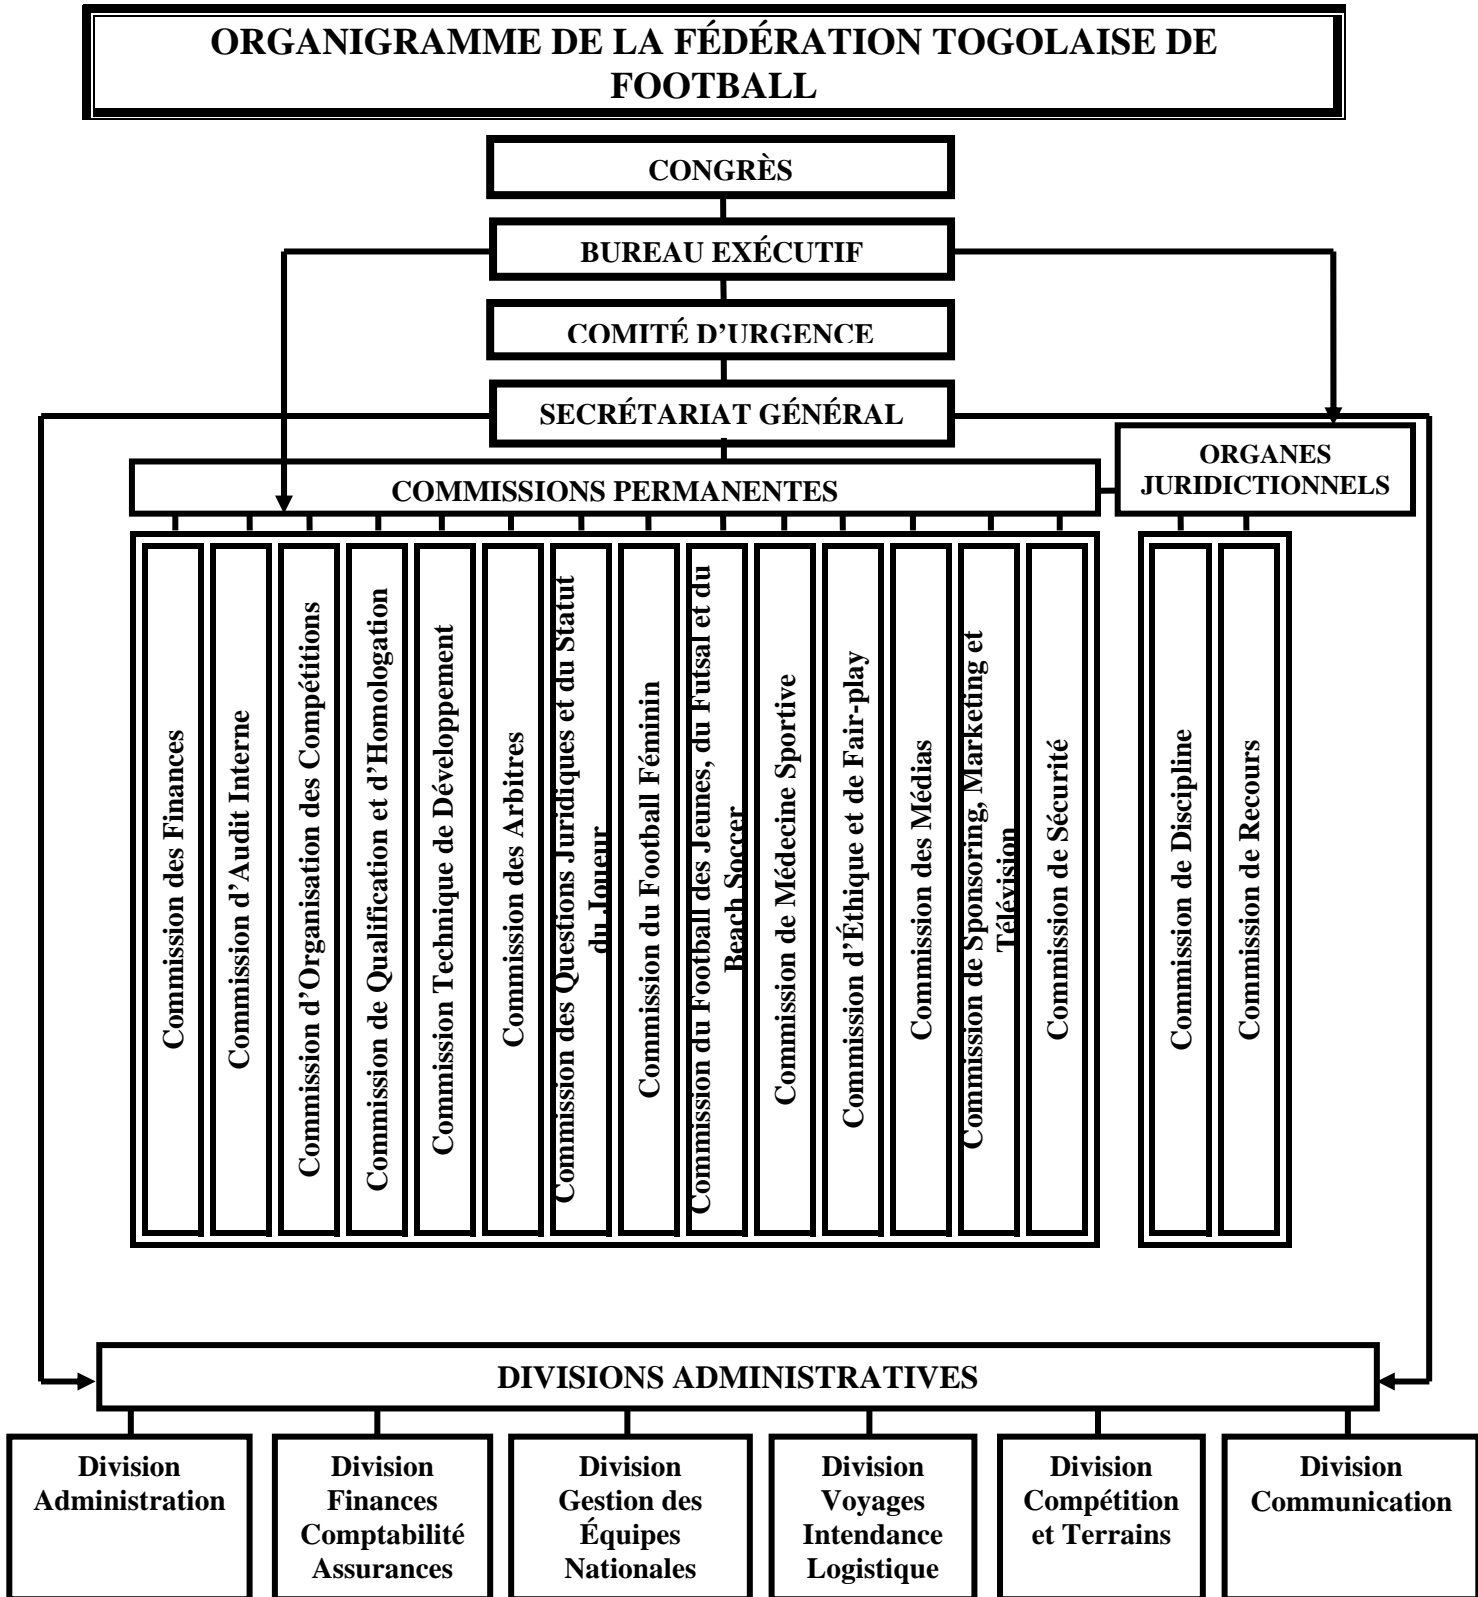 ORGANIGRAMME DE LA FÉDÉRATION TOGOLAISE DE
FOOTBALL
CONGRÈS
BUREAU EXÉCUTIF
COMITÉ D’URGENCE
SECRÉTARIAT GÉNÉRAL
ORGANES
JURIDICTIONNELS
COMMISSIONS PERMANENTES
Commission des Finances
Commission d’Audit Interne
Commission d’Organisation des Compétitions
Commission de Qualification et d’Homologation
Commission Technique de Développement
Commission des Arbitres
Commission des Questions Juridiques et du Statut
du Joueur
Commission du Football Féminin
Commission du Football des Jeunes, du Futsal et du
Beach Soccer
Commission de Médecine Sportive
Commission d’Éthique et de Fair-play
Commission des Médias
Commission de Sponsoring, Marketing et
Télévision
Commission de Sécurité
Commission de Discipline
Commission de Recours
DIVISIONS ADMINISTRATIVES
Division
Administration
Division
Finances
Comptabilité
Assurances
Division
Gestion des
Équipes
Nationales
Division
Voyages
Intendance
Logistique
Division
Compétition
et Terrains
Division
Communication